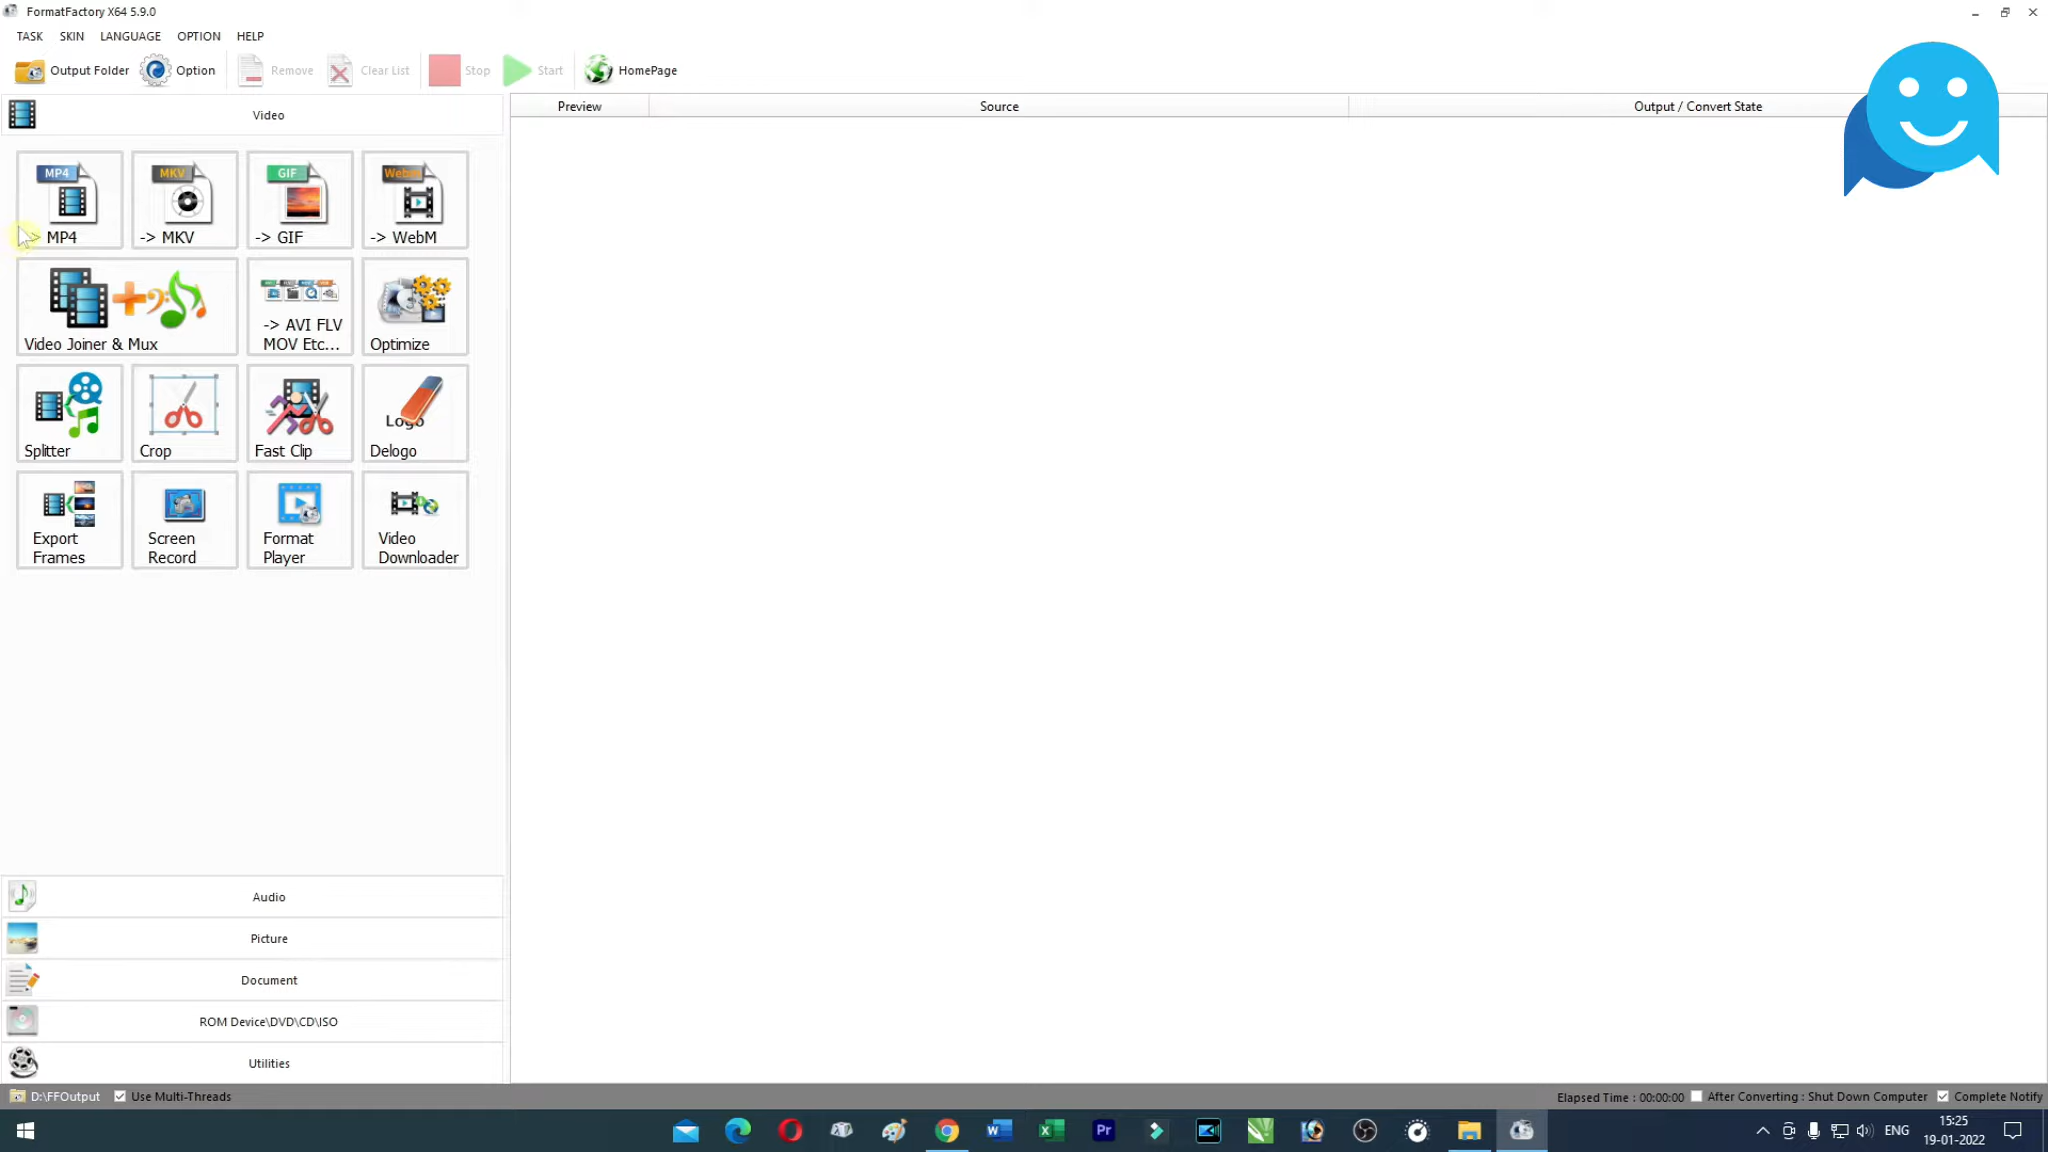 FormatFactory X64 5.9.0
TASK SKIN LANGUAGE OPTION HELP
Output Folder Option Remove Clear List Stop Start HomePage
Video
Preview Source Output / Convert State
MP4 MKV GIF
-> MP4 -> MKV -> GIF -> WebM
-> AVI FLV
MOV Etc...
Video Joiner & Mux Optimize
Logo
Splitter Crop Fast Clip Delogo
Export
Frames
Screen
Record
Format
Player
Video
Downloader
Audio
Picture
Document
ROM Device\DVD\CD\ISO
Utilities
D:\FFOutput Use Multi-Threads Elapsed Time : 00:00:00 After Converting : Shut Down Computer Complete Notify
Pr
ENG
15:25
19-01-2022